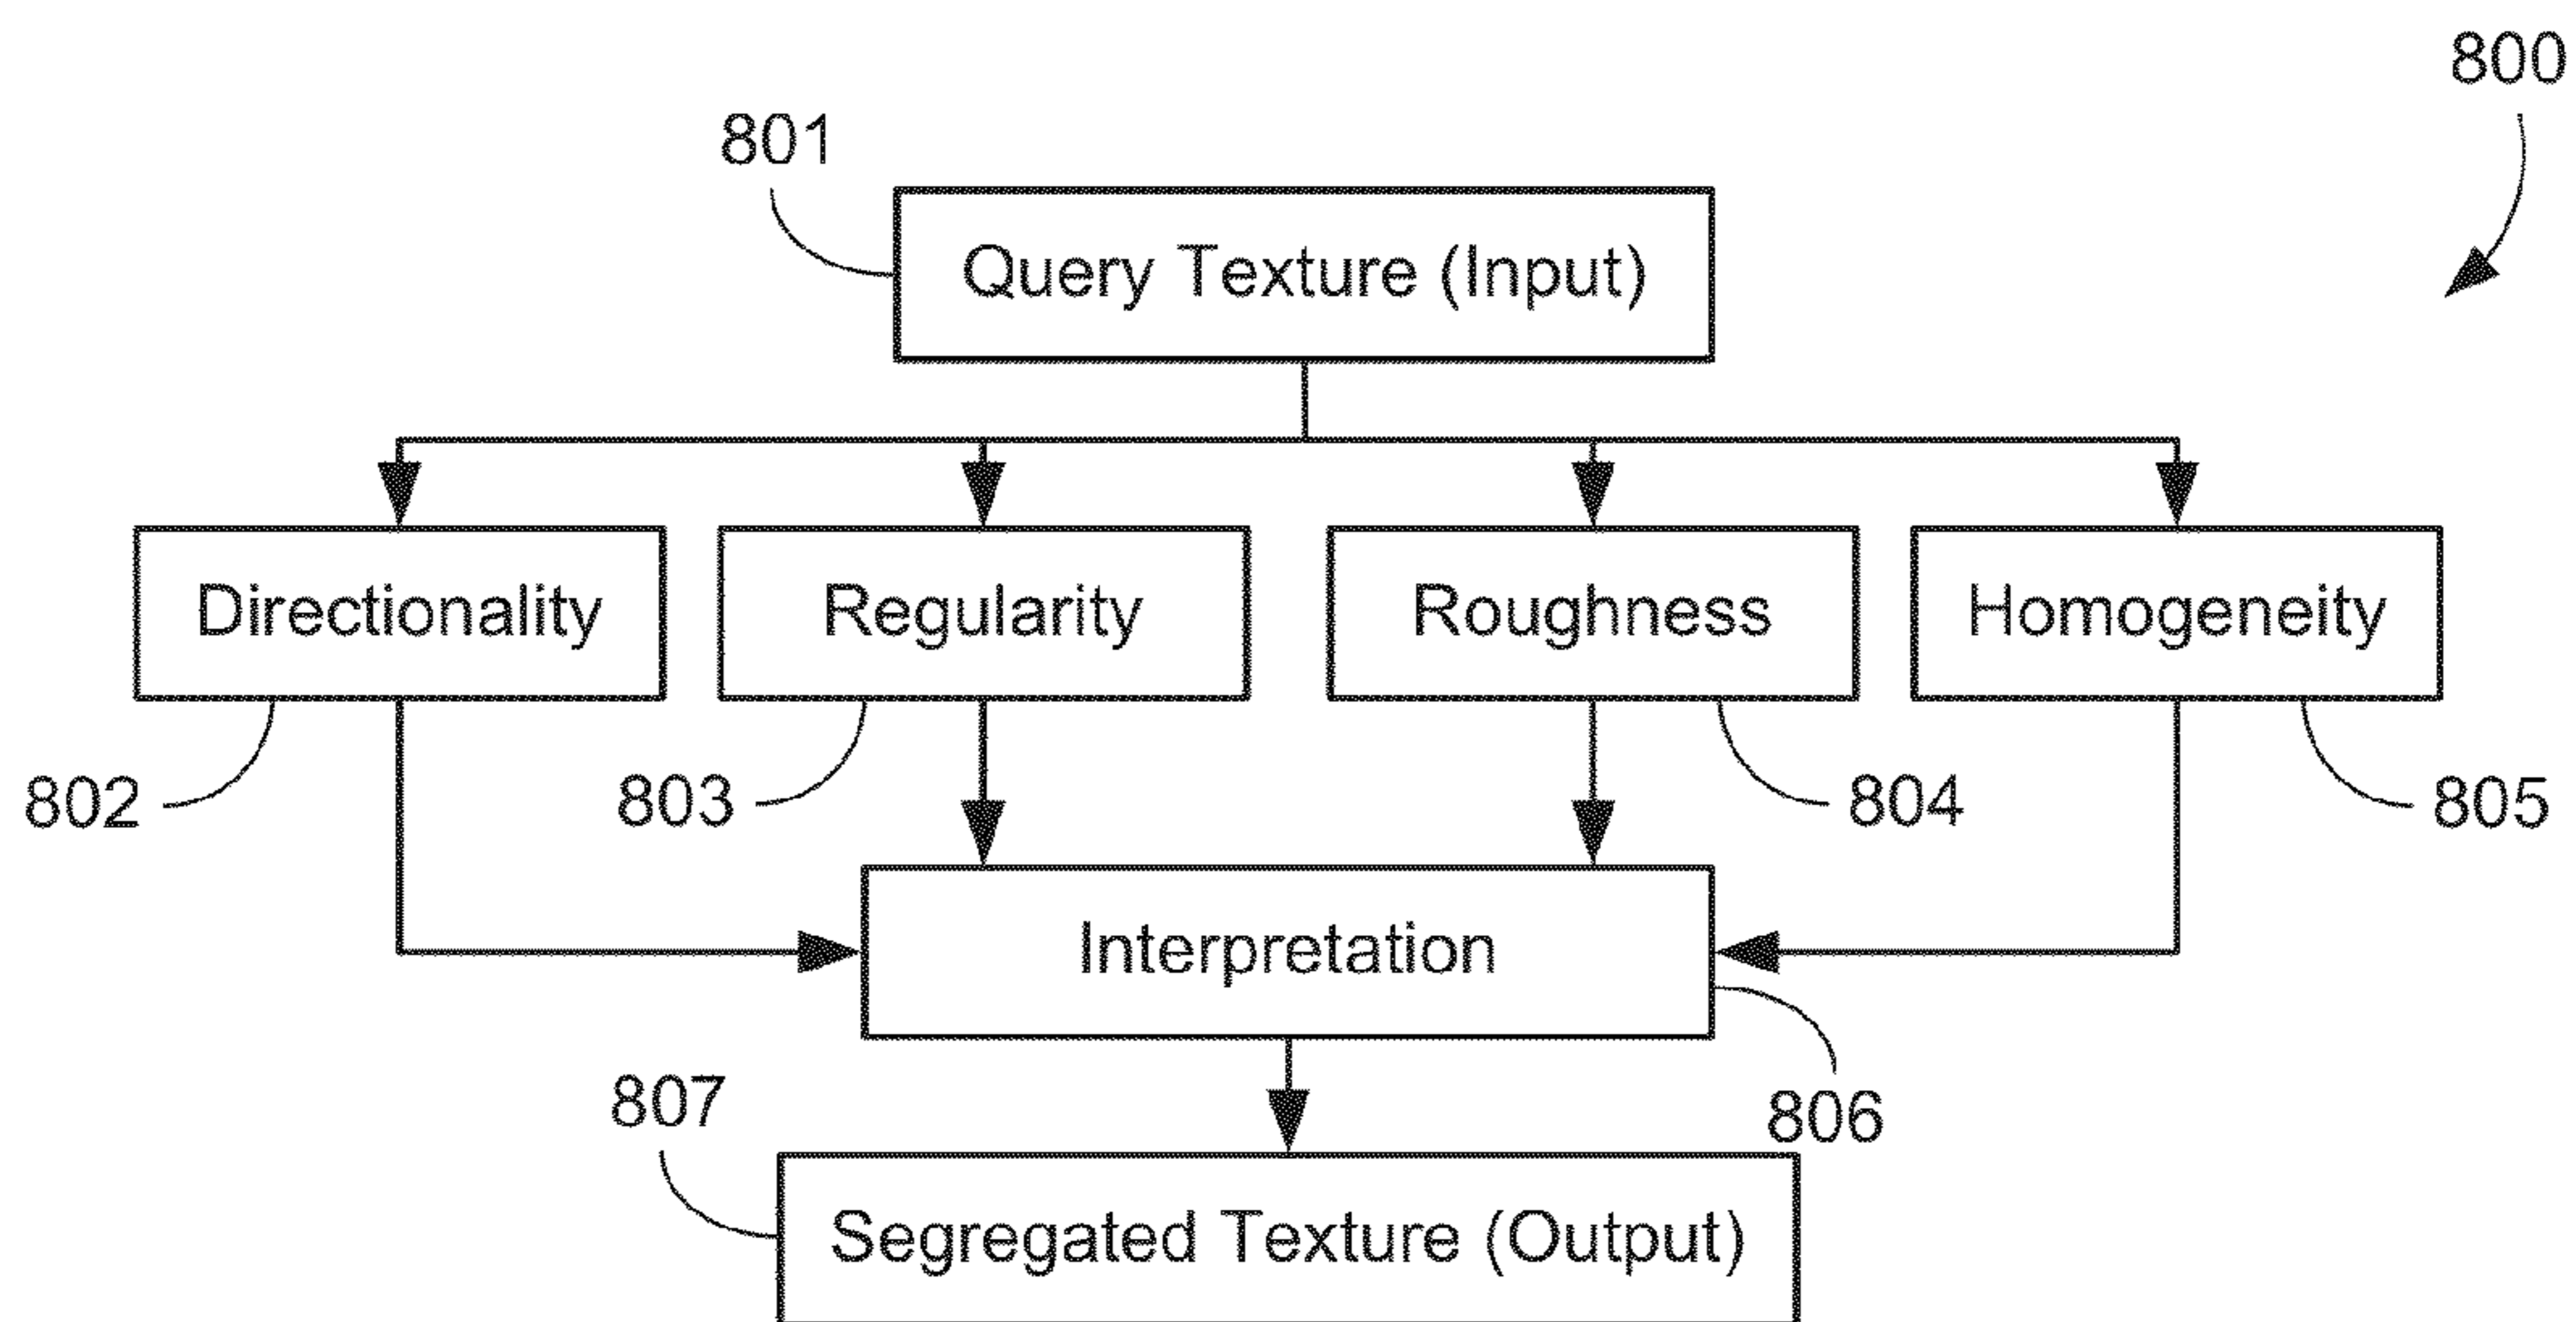 800
801
Query Texture (Input)
Directionality
Regularity
Roughness
Homogeneity
802
803
804
805
Interpretation
807
806
Segregated Texture (Output)